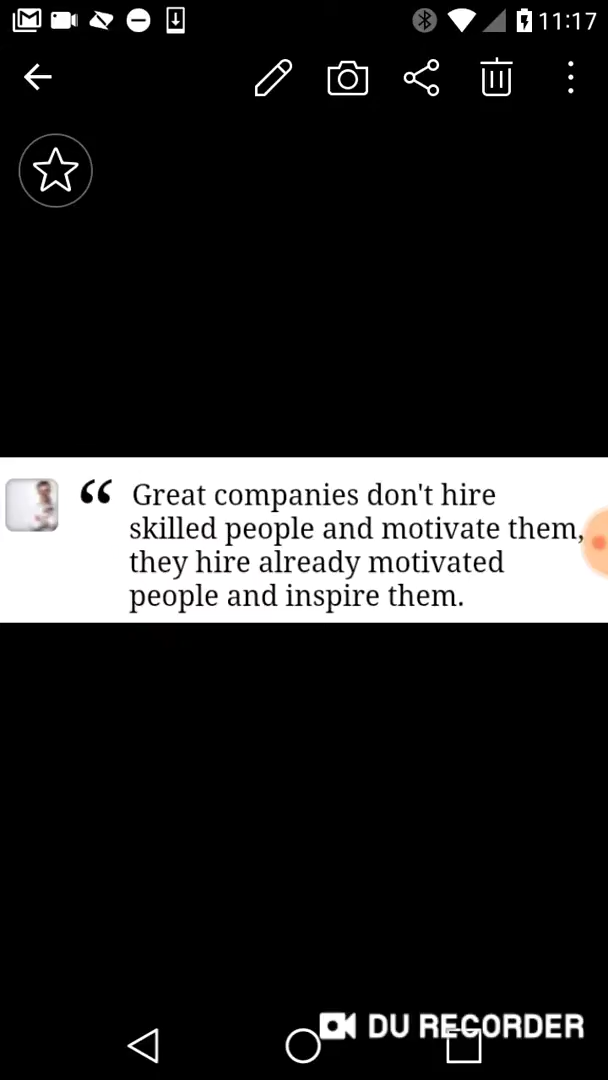 11:17
“ Great companies don't hire
skilled people and motivate them,
they hire already motivated
people and inspire them.
DU RECORDER